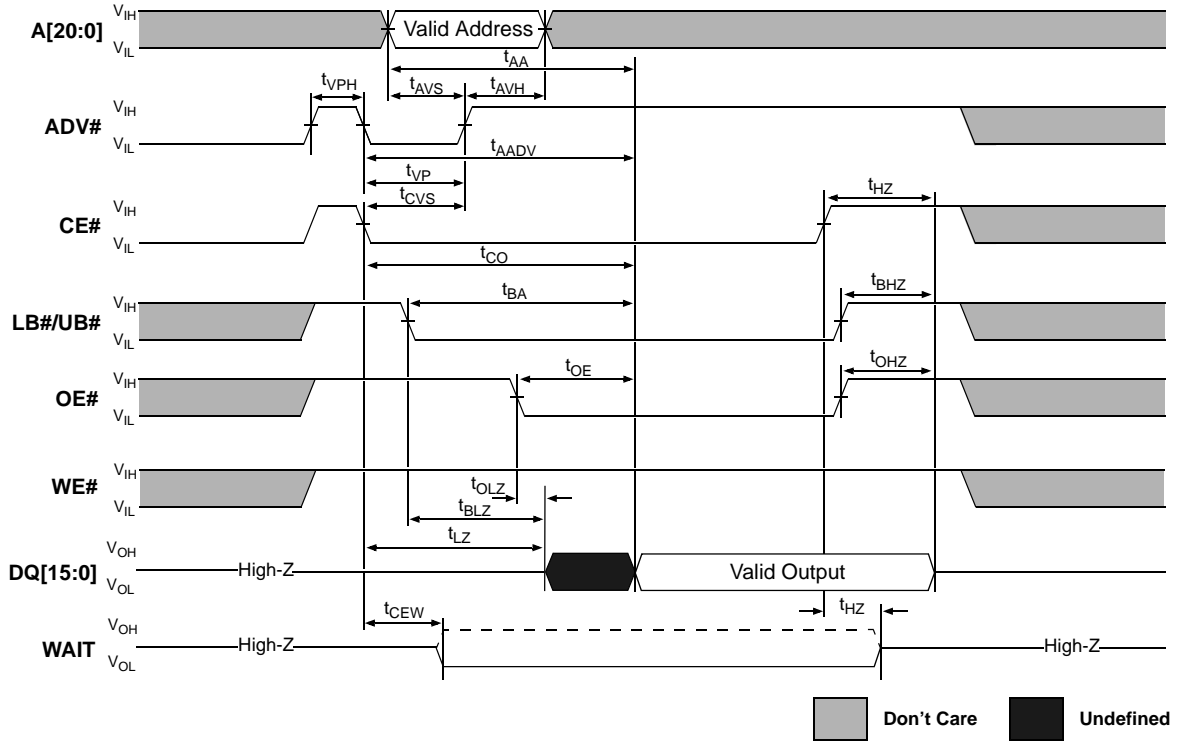 A[20:0] VIH VIL Valid Address
tAA
tVPH tAVS tAVH
ADV# VIH VIL
tAADV
tVP
tCVS tHZ
CE# VIH VIL
tCO
tBA tBHZ
LB#/UB# VIH VIL
tOE tOHZ
OE# VIH VIL
WE# VIH VIL
tOLZ
tBLZ
tLZ
DQ[15:0] VOH VOL High-Z Valid Output
tCEW tHZ
WAIT VOH VOL High-Z High-Z
Don't Care Undefined